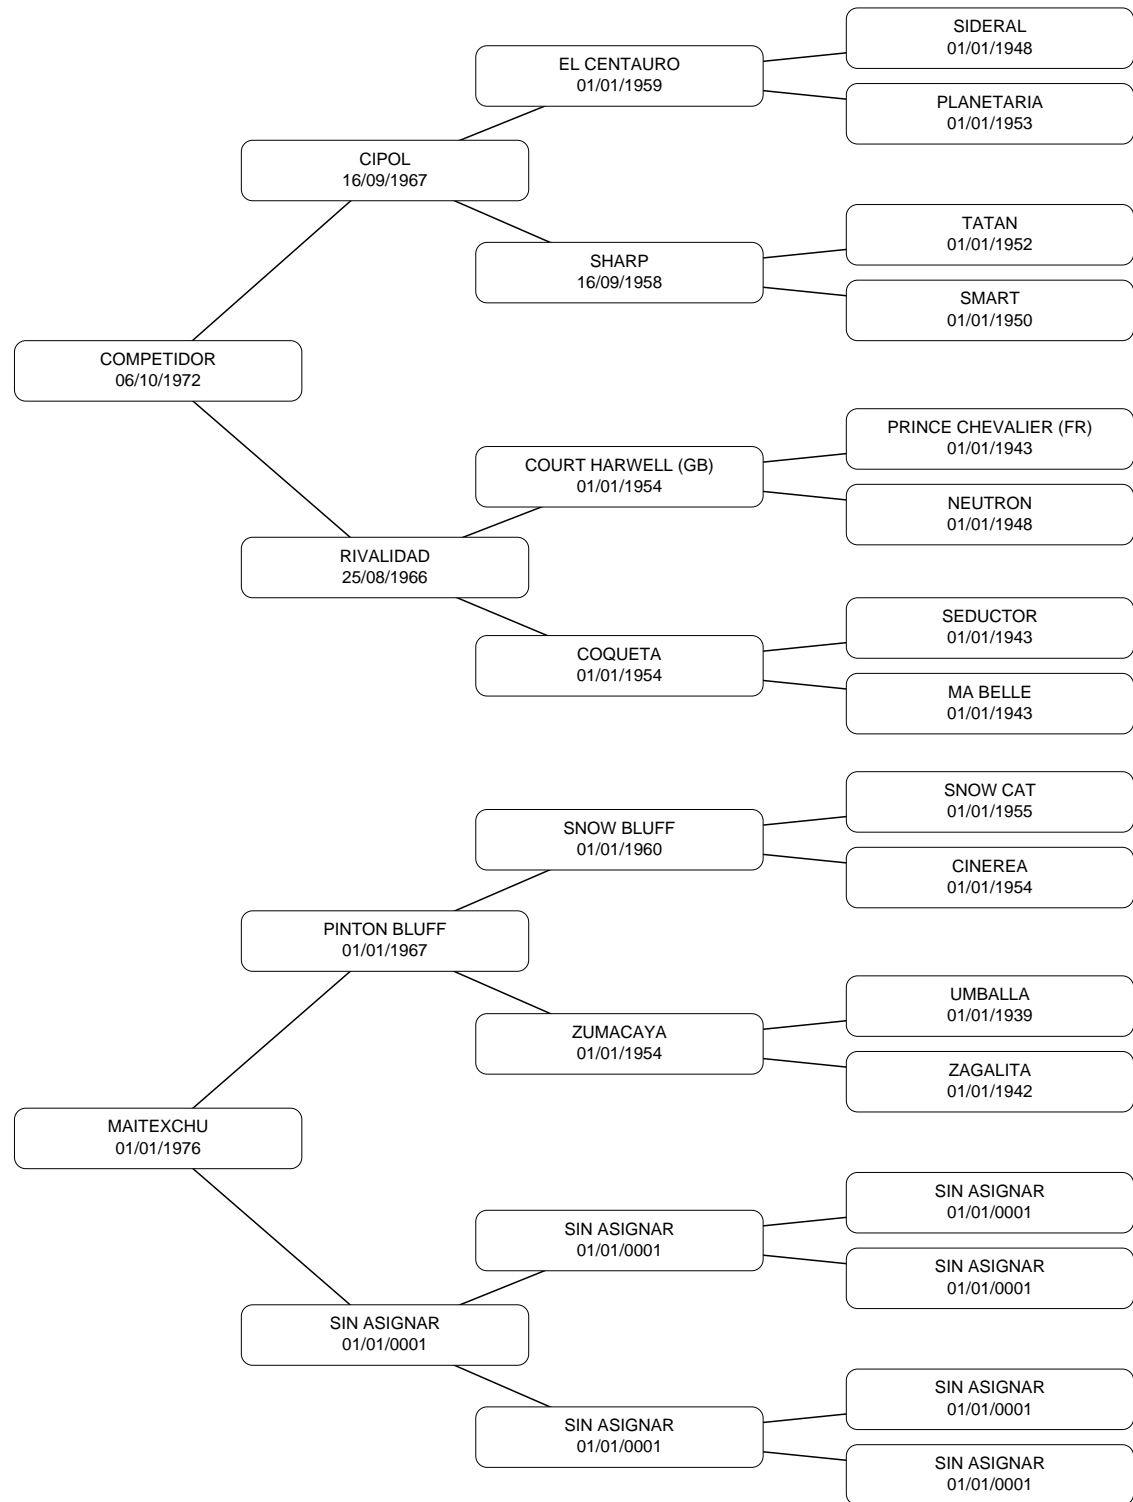 SIDERAL
01/01/1948
EL CENTAURO
01/01/1959
PLANETARIA
01/01/1953
CIPOL
16/09/1967
TATAN
01/01/1952
SHARP
16/09/1958
SMART
01/01/1950
COMPETIDOR
06/10/1972
PRINCE CHEVALIER (FR)
01/01/1943
COURT HARWELL (GB)
01/01/1954
NEUTRON
01/01/1948
RIVALIDAD
25/08/1966
SEDUCTOR
01/01/1943
COQUETA
01/01/1954
MA BELLE
01/01/1943
SNOW CAT
01/01/1955
SNOW BLUFF
01/01/1960
CINEREA
01/01/1954
PINTON BLUFF
01/01/1967
UMBALLA
01/01/1939
ZUMACAYA
01/01/1954
ZAGALITA
01/01/1942
MAITEXCHU
01/01/1976
SIN ASIGNAR
01/01/0001
SIN ASIGNAR
01/01/0001
SIN ASIGNAR
01/01/0001
SIN ASIGNAR
01/01/0001
SIN ASIGNAR
01/01/0001
SIN ASIGNAR
01/01/0001
SIN ASIGNAR
01/01/0001